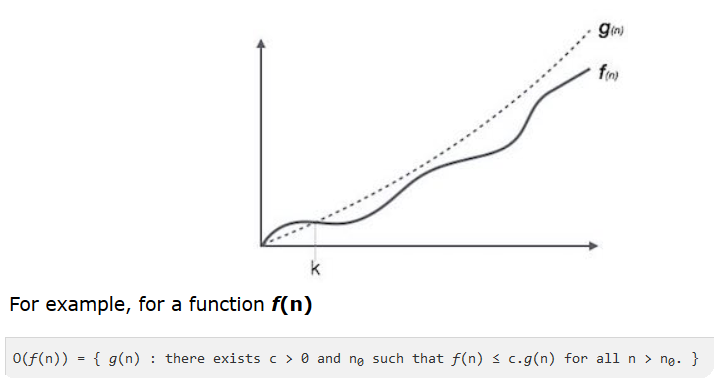 g(n)
f(n)
k
For example, for a function f(n)
O(f(n)) = { g(n) : there exists c > 0 and n₀ such that f(n) ≤ c.g(n) for all n > n₀. }